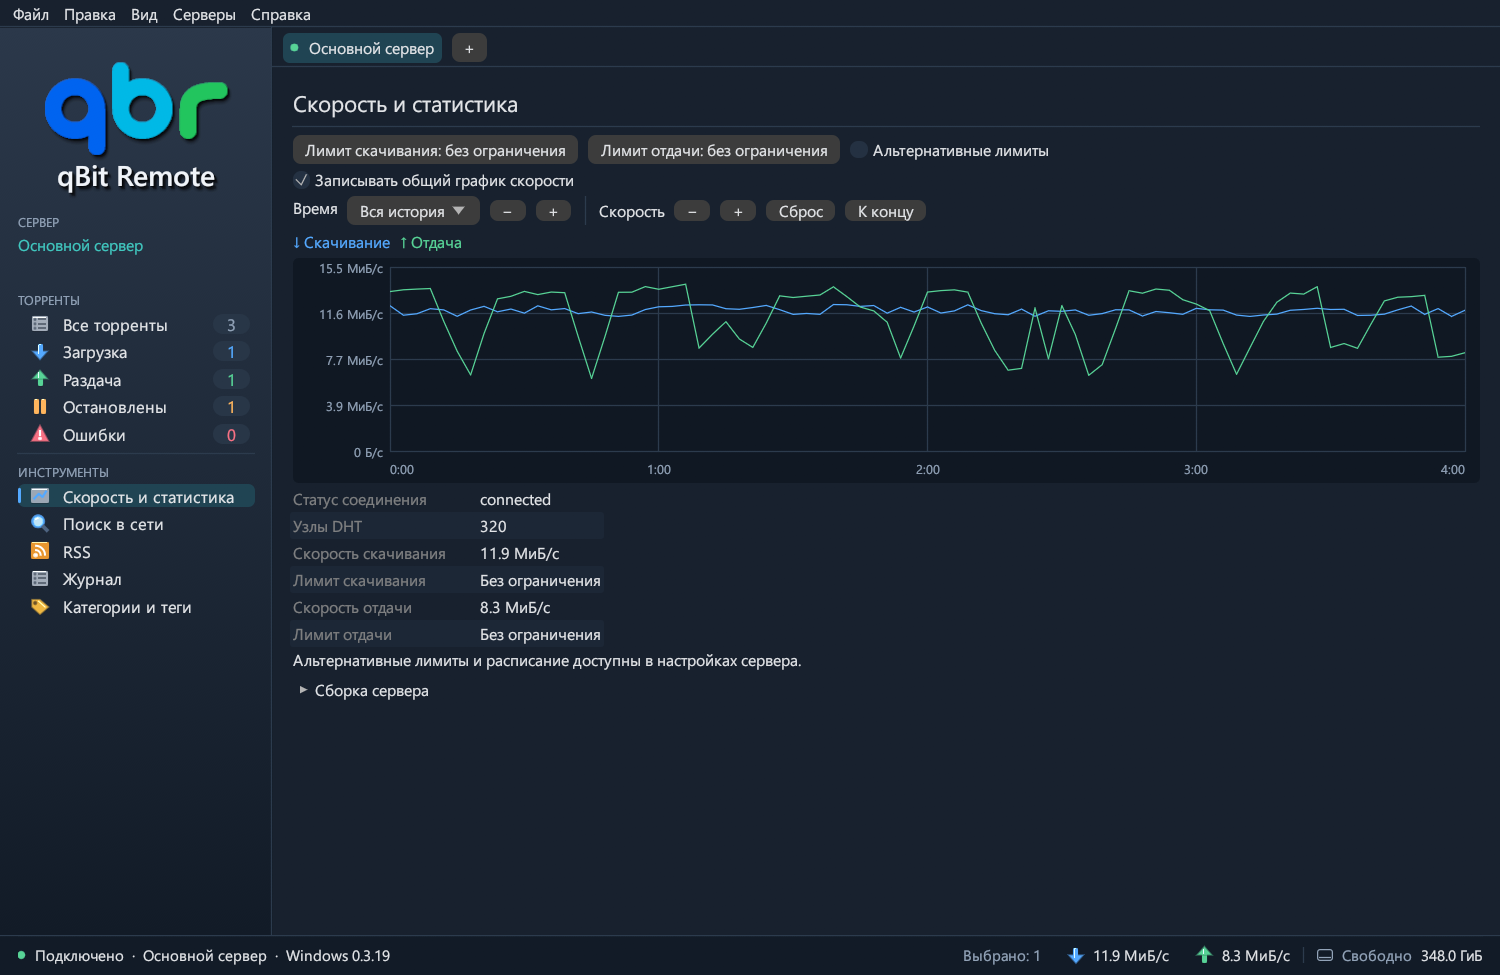 Файл Правка Вид Серверы Справка
qbr
qBit Remote
СЕРВЕР
Основной сервер
ТОРРЕНТЫ
Все торренты 3
Загрузка 1
Раздача 1
Остановлены 1
Ошибки 0
ИНСТРУМЕНТЫ
Скорость и статистика
Поиск в сети
RSS
Журнал
Категории и теги
Основной сервер +
Скорость и статистика
Лимит скачивания: без ограничения Лимит отдачи: без ограничения Альтернативные лимиты
Записывать общий график скорости
Время Вся история − + Скорость − + Сброс К концу
↓ Скачивание ↑ Отдача
15.5 МиБ/с
11.6 МиБ/с
7.7 МиБ/с
3.9 МиБ/с
0 Б/с
0:00 1:00 2:00 3:00 4:00
Статус соединения connected
Узлы DHT 320
Скорость скачивания 11.9 МиБ/с
Лимит скачивания Без ограничения
Скорость отдачи 8.3 МиБ/с
Лимит отдачи Без ограничения
Альтернативные лимиты и расписание доступны в настройках сервера.
Сборка сервера
Подключено · Основной сервер · Windows 0.3.19 Выбрано: 1 11.9 МиБ/с 8.3 МиБ/с Свободно 348.0 ГиБ